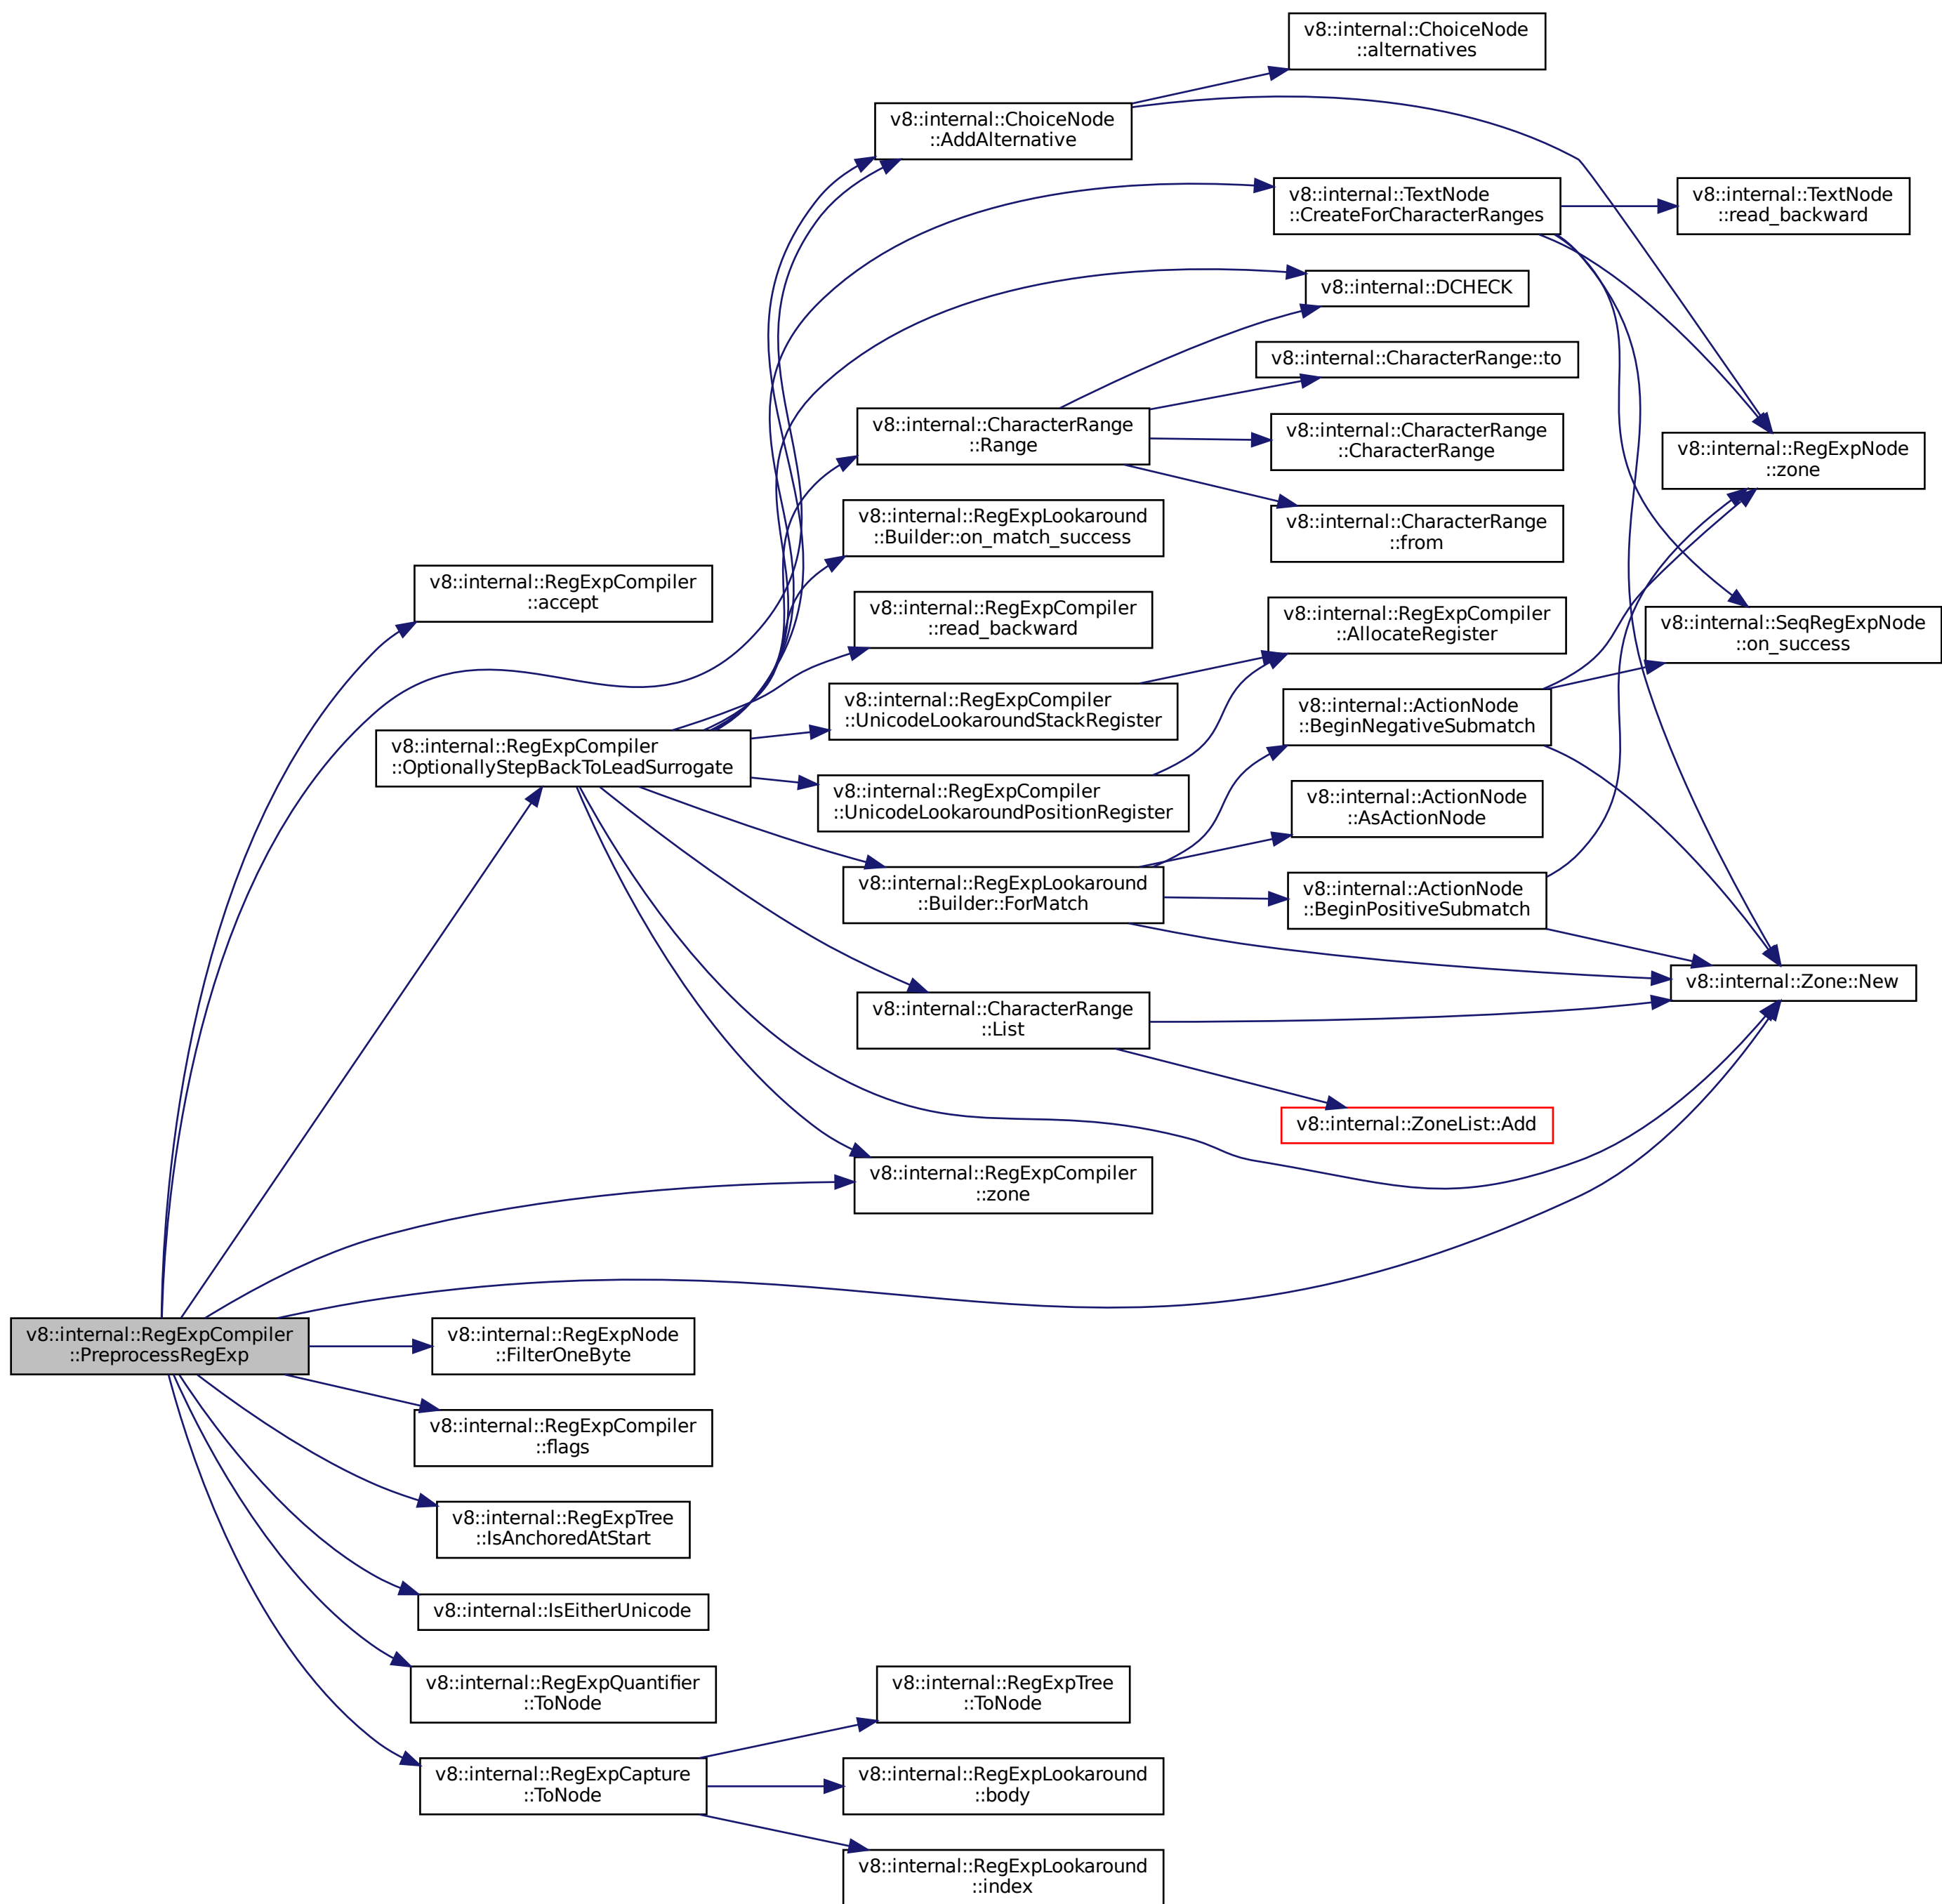 v8::internal::ChoiceNode
::alternatives
v8::internal::ChoiceNode
::AddAlternative
v8::internal::TextNode
::CreateForCharacterRanges
v8::internal::TextNode
::read_backward
v8::internal::DCHECK
v8::internal::CharacterRange::to
v8::internal::CharacterRange
::Range
v8::internal::CharacterRange
::CharacterRange
v8::internal::RegExpNode
::zone
v8::internal::CharacterRange
::from
v8::internal::RegExpLookaround
::Builder::on_match_success
v8::internal::RegExpCompiler
::accept
v8::internal::RegExpCompiler
::read_backward
v8::internal::RegExpCompiler
::AllocateRegister
v8::internal::SeqRegExpNode
::on_success
v8::internal::RegExpCompiler
::UnicodeLookaroundStackRegister
v8::internal::ActionNode
::BeginNegativeSubmatch
v8::internal::RegExpCompiler
::OptionallyStepBackToLeadSurrogate
v8::internal::RegExpCompiler
::UnicodeLookaroundPositionRegister
v8::internal::ActionNode
::AsActionNode
v8::internal::RegExpLookaround
::Builder::ForMatch
v8::internal::ActionNode
::BeginPositiveSubmatch
v8::internal::Zone::New
v8::internal::CharacterRange
::List
v8::internal::ZoneList::Add
v8::internal::RegExpCompiler
::zone
v8::internal::RegExpCompiler
::PreprocessRegExp
v8::internal::RegExpNode
::FilterOneByte
v8::internal::RegExpCompiler
::flags
v8::internal::RegExpTree
::IsAnchoredAtStart
v8::internal::IsEitherUnicode
v8::internal::RegExpQuantifier
::ToNode
v8::internal::RegExpTree
::ToNode
v8::internal::RegExpCapture
::ToNode
v8::internal::RegExpLookaround
::body
v8::internal::RegExpLookaround
::index